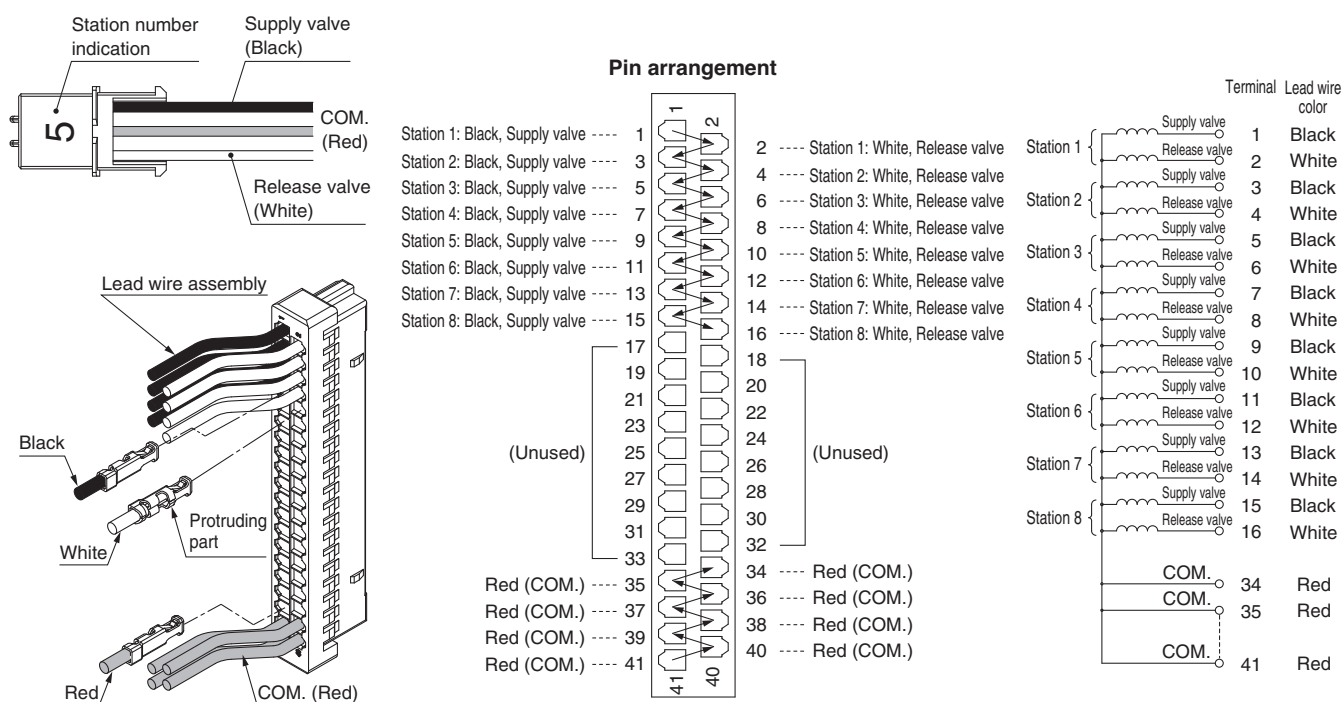 Station number
indication
Supply valve
(Black)
5
COM.
(Red)
Release valve
(White)
Lead wire assembly
Black
White
Protruding
part
Red
COM. (Red)
Pin arrangement
1
2
Station 1: Black, Supply valve ---- 1
2 ---- Station 1: White, Release valve
Station 2: Black, Supply valve ---- 3
4 ---- Station 2: White, Release valve
Station 3: Black, Supply valve ---- 5
6 ---- Station 3: White, Release valve
Station 4: Black, Supply valve ---- 7
8 ---- Station 4: White, Release valve
Station 5: Black, Supply valve ---- 9
10 ---- Station 5: White, Release valve
Station 6: Black, Supply valve ---- 11
12 ---- Station 6: White, Release valve
Station 7: Black, Supply valve ---- 13
14 ---- Station 7: White, Release valve
Station 8: Black, Supply valve ---- 15
16 ---- Station 8: White, Release valve
17
18
19
20
21
22
23
24
(Unused) 25
26 (Unused)
27
28
29
30
31
32
33
34 ---- Red (COM.)
Red (COM.) ---- 35
36 ---- Red (COM.)
Red (COM.) ---- 37
38 ---- Red (COM.)
Red (COM.) ---- 39
40 ---- Red (COM.)
Red (COM.) ---- 41
41
40
Terminal Lead wire
color
Station 1
Supply valve 1 Black
Release valve 2 White
Station 2
Supply valve 3 Black
Release valve 4 White
Station 3
Supply valve 5 Black
Release valve 6 White
Station 4
Supply valve 7 Black
Release valve 8 White
Station 5
Supply valve 9 Black
Release valve 10 White
Station 6
Supply valve 11 Black
Release valve 12 White
Station 7
Supply valve 13 Black
Release valve 14 White
Station 8
Supply valve 15 Black
Release valve 16 White
COM. 34 Red
COM. 35 Red
COM. 41 Red